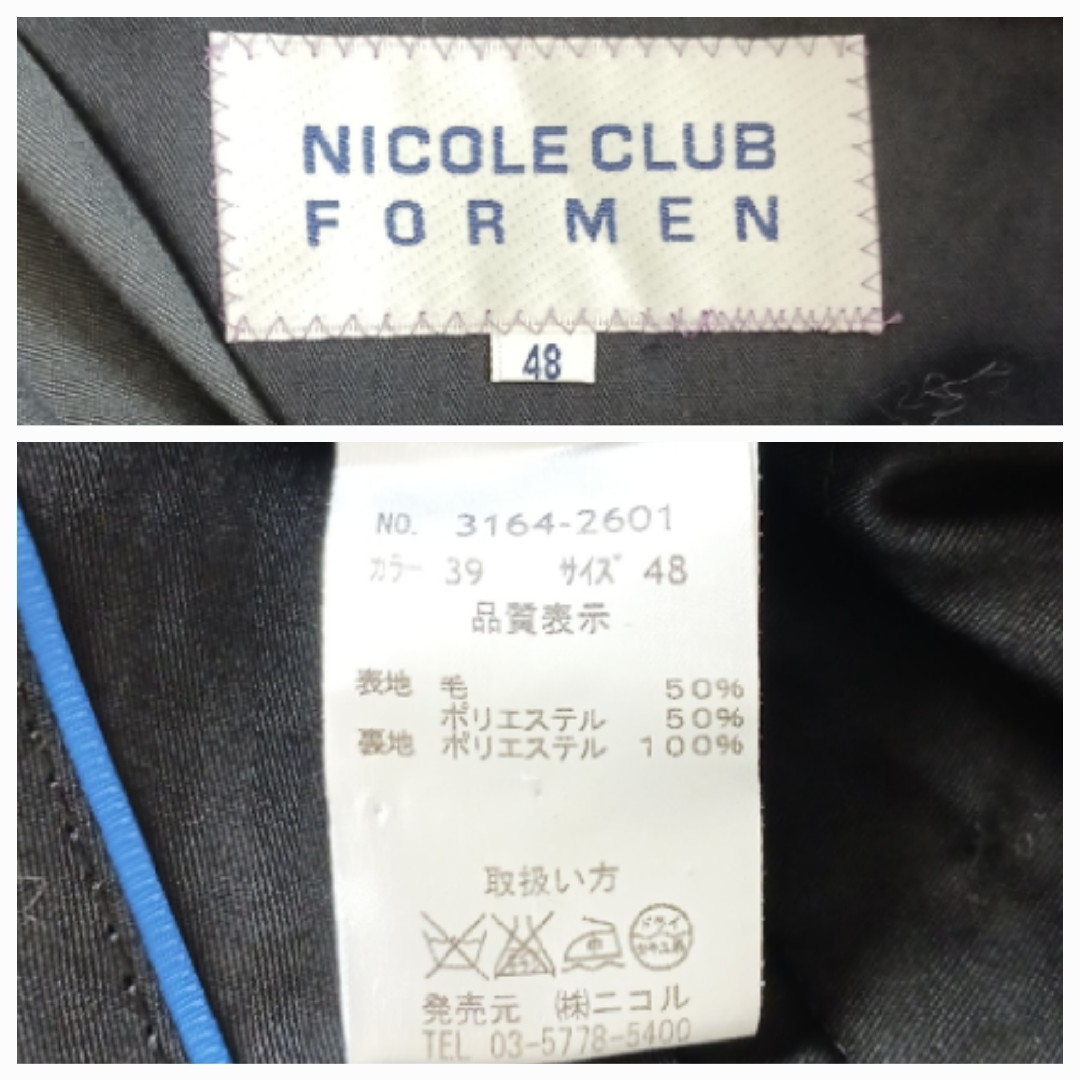 NICOLE CLUB
FOR MEN
48
NO. 3164-2601
カラー 39 サイズ 48
品質表示
表地 毛 50%
ポリエステル 50%
裏地 ポリエステル 100%
取扱い方
中 ドライ
発売元 ㈱ニコル
TEL 03-5778-5400